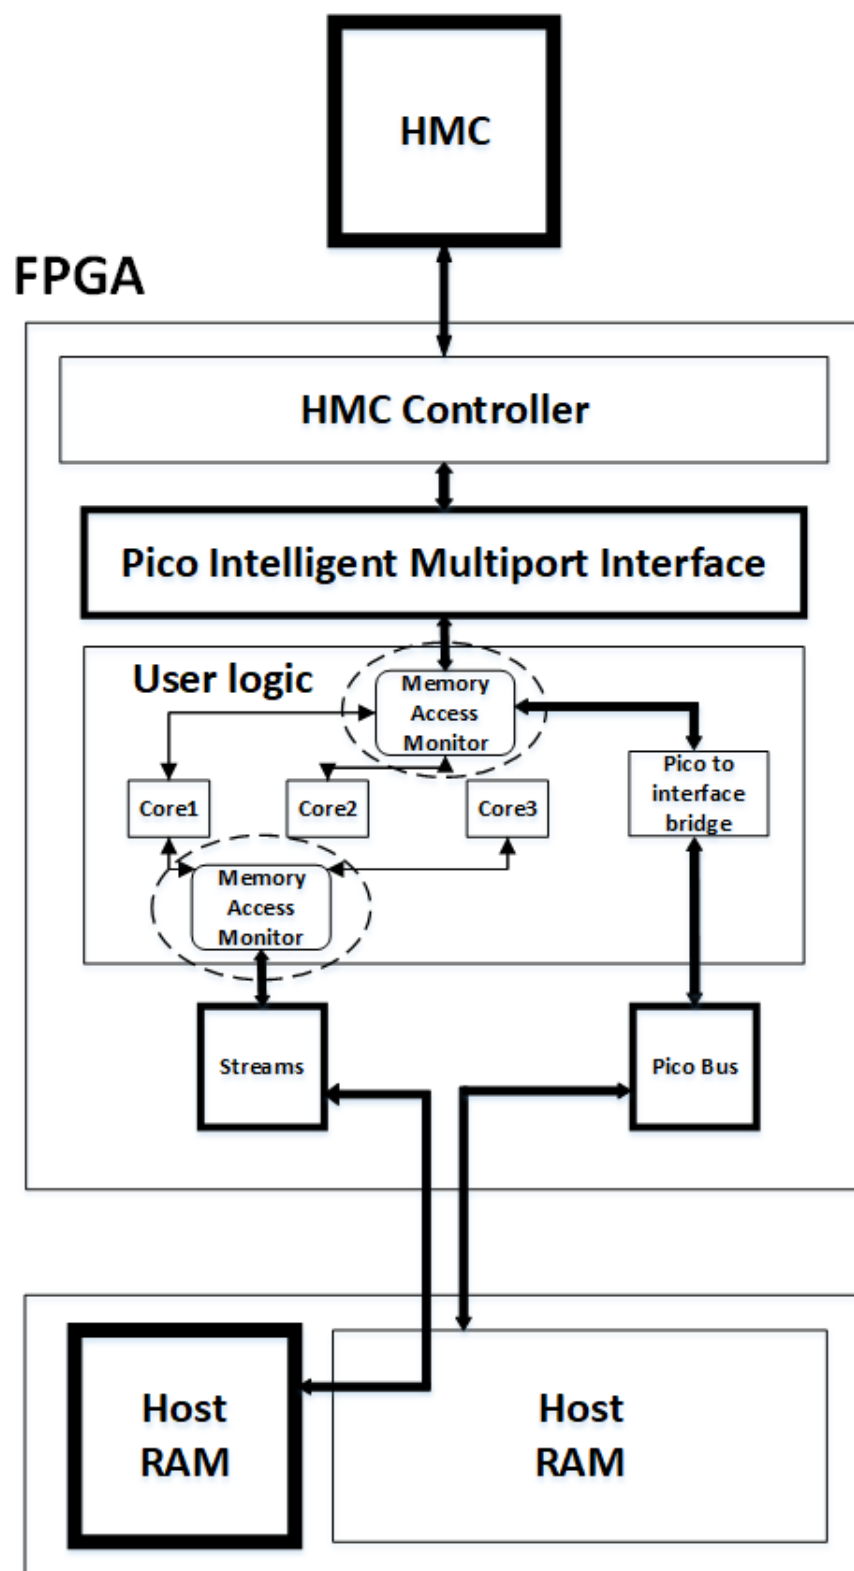 HMC
FPGA
HMC Controller
Pico Intelligent Multiport Interface
User logic
Memory
Access
Monitor
Pico to
interface
bridge
Core1
Core2
Core3
Memory
Access
Monitor
Streams
Pico Bus
Host
RAM
Host
RAM